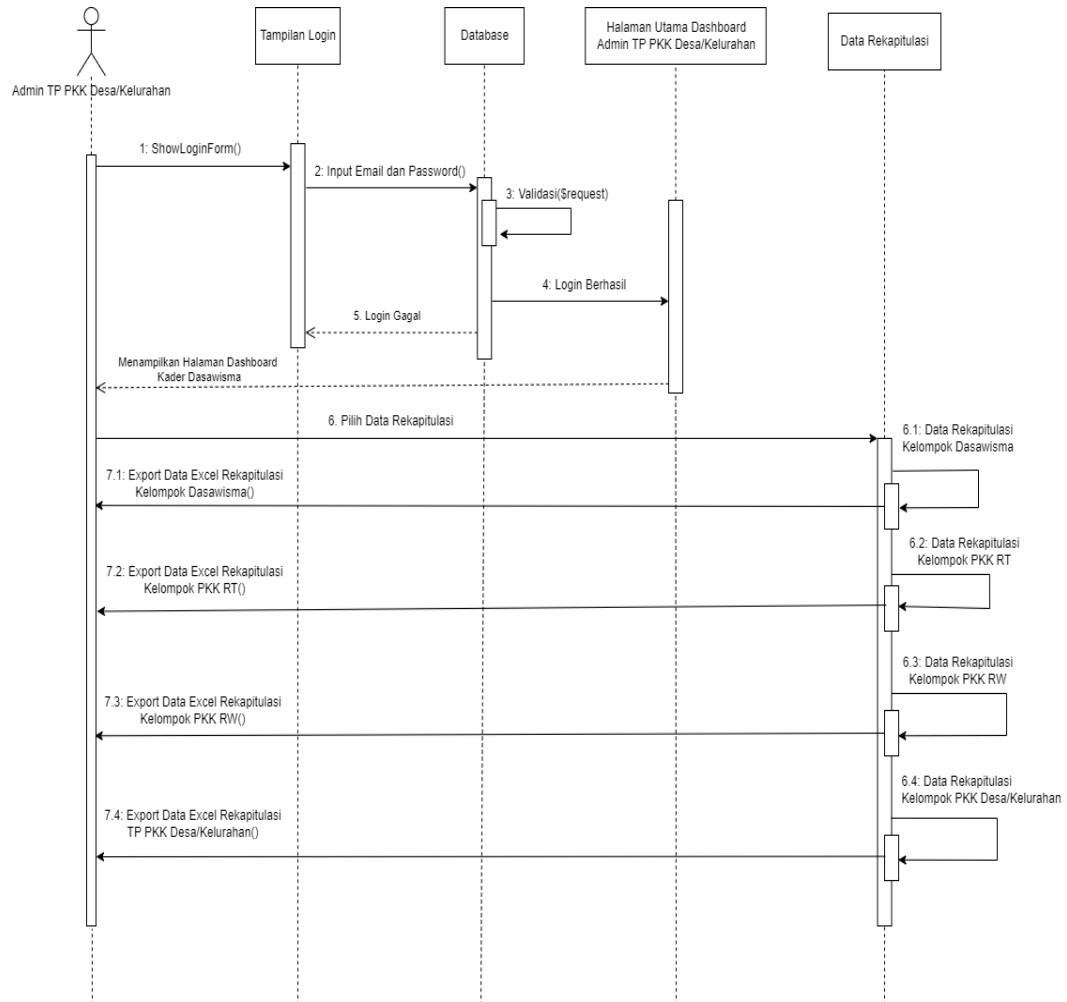 Tampilan Login
Database
Halaman Utama Dashboard
Admin TP PKK Desa/Kelurahan
Data Rekapitulasi
Admin TP PKK Desa/Kelurahan
1: ShowLoginForm()
2: Input Email dan Password()
3: Validasi($request)
4: Login Berhasil
5. Login Gagal
Menampilkan Halaman Dashboard
Kader Dasawisma
6. Pilih Data Rekapitulasi
6.1: Data Rekapitulasi
Kelompok Dasawisma
7.1: Export Data Excel Rekapitulasi
Kelompok Dasawisma()
6.2: Data Rekapitulasi
Kelompok PKK RT
7.2: Export Data Excel Rekapitulasi
Kelompok PKK RT()
6.3: Data Rekapitulasi
Kelompok PKK RW
7.3: Export Data Excel Rekapitulasi
Kelompok PKK RW()
6.4: Data Rekapitulasi
Kelompok PKK Desa/Kelurahan
7.4: Export Data Excel Rekapitulasi
TP PKK Desa/Kelurahan()